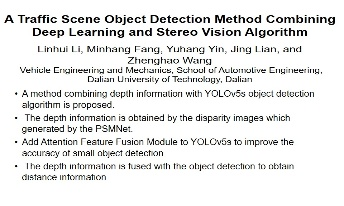 A Traffic Scene Object Detection Method Combining
Deep Learning and Stereo Vision Algorithm
Linhui Li, Minhang Fang, Yuhang Yin, Jing Lian, and
Zhenghao Wang
Vehicle Engineering and Mechanics, School of Automotive Engineering,
Dalian University of Technology, Dalian
• A method combining depth information with YOLOv5s object detection
algorithm is proposed.
• The depth information is obtained by the disparity images which
generated by the PSMNet.
• Add Attention Feature Fusion Module to YOLOv5s to improve the
accuracy of small object detection
• The depth information is fused with the object detection to obtain
distance information